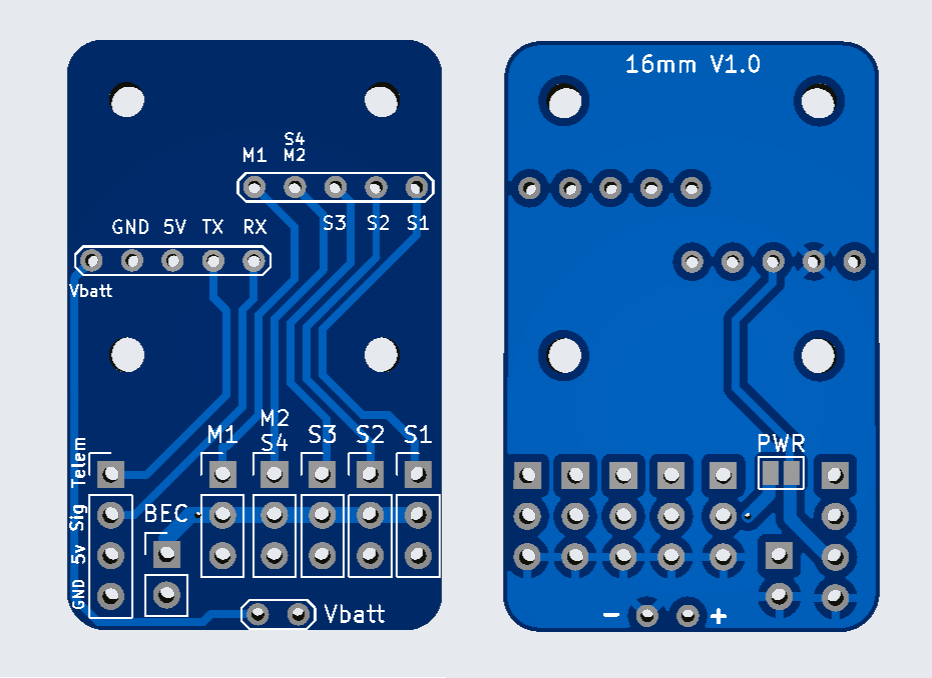 S4
M1 M2
S3 S2 S1
GND 5V TX RX
Vbatt
M2
M1 S4 S3 S2 S1
Telem
Sig
BEC
5v
GND
Vbatt
16mm V1.0
PWR
- +